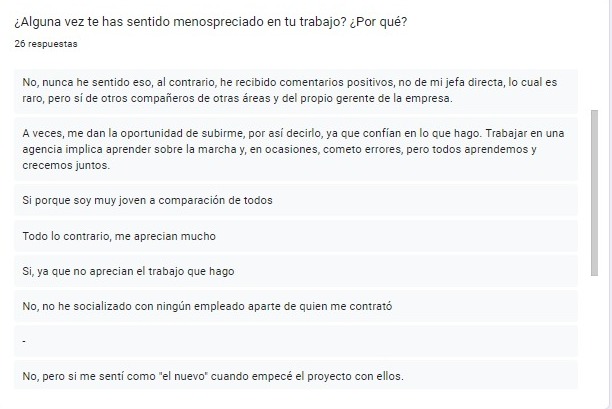 ¿Alguna vez te has sentido menospreciado en tu trabajo? ¿Por qué?
26 respuestas
No, nunca he sentido eso, al contrario, he recibido comentarios positivos, no de mi jefa directa, lo cual es
raro, pero sí de otros compañeros de otras áreas y del propio gerente de la empresa.
A veces, me dan la oportunidad de subirme, por así decirlo, ya que confían en lo que hago. Trabajar en una
agencia implica aprender sobre la marcha y, en ocasiones, cometo errores, pero todos aprendemos y
crecemos juntos.
Si porque soy muy joven a comparación de todos
Todo lo contrario, me aprecian mucho
Si, ya que no aprecian el trabajo que hago
No, no he socializado con ningún empleado aparte de quien me contrató
-
No, pero si me sentí como "el nuevo" cuando empecé el proyecto con ellos.